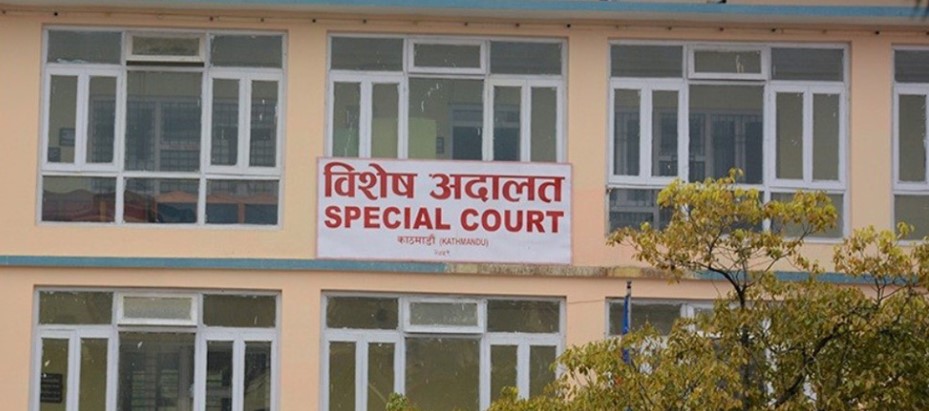 विशेष अदालत
SPECIAL COURT
काठमाडौं (KATHMANDU)